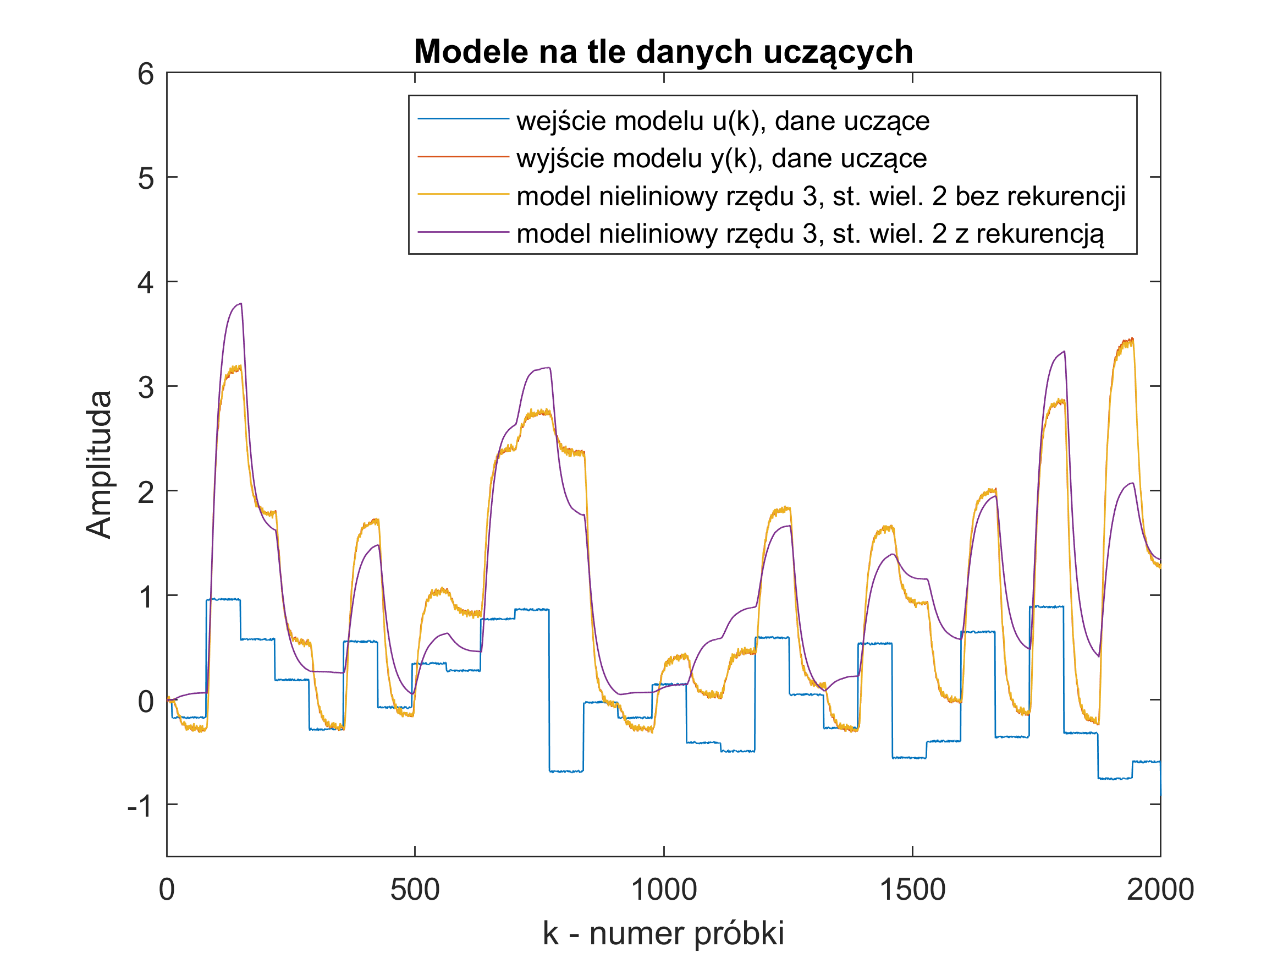 Modele na tle danych uczących
wejście modelu u(k), dane uczące
wyjście modelu y(k), dane uczące
model nieliniowy rzędu 3, st. wiel. 2 bez rekurencji
model nieliniowy rzędu 3, st. wiel. 2 z rekurencją
6
5
4
3
2
1
0
-1
Amplituda
0 500 1000 1500 2000
k - numer próbki